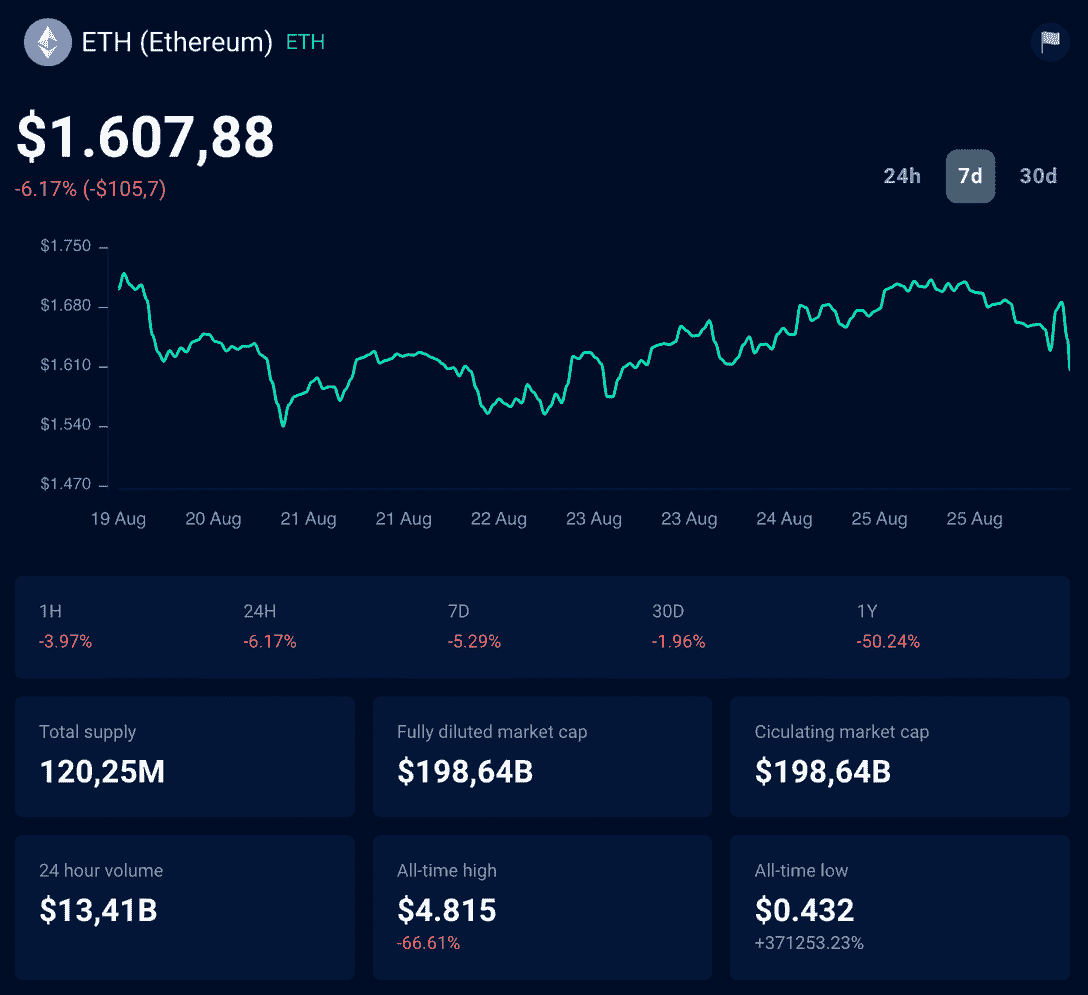 ETH (Ethereum) ETH
$1.607,88
-6.17% (-$105,7)
24h 7d 30d
$1.750
$1.680
$1.610
$1.540
$1.470
19 Aug 20 Aug 21 Aug 21 Aug 22 Aug 23 Aug 23 Aug 24 Aug 25 Aug 25 Aug
1H 24H 7D 30D 1Y
-3.97% -6.17% -5.29% -1.96% -50.24%
Total supply Fully diluted market cap Ciculating market cap
120,25M $198,64B $198,64B
24 hour volume All-time high All-time low
$13,41B $4.815 $0.432
-66.61% +371253.23%